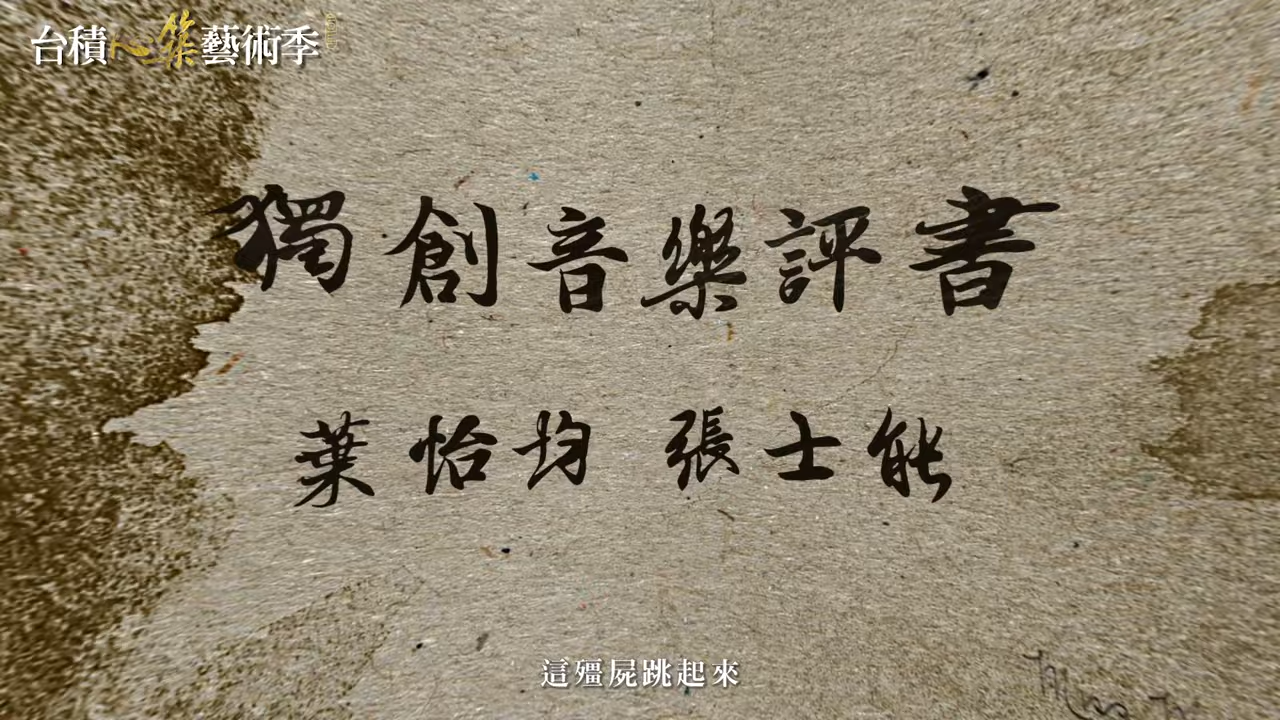 台積心築藝術季
獨創音樂評書
葉怡均 張士能
這殭屍跳起來